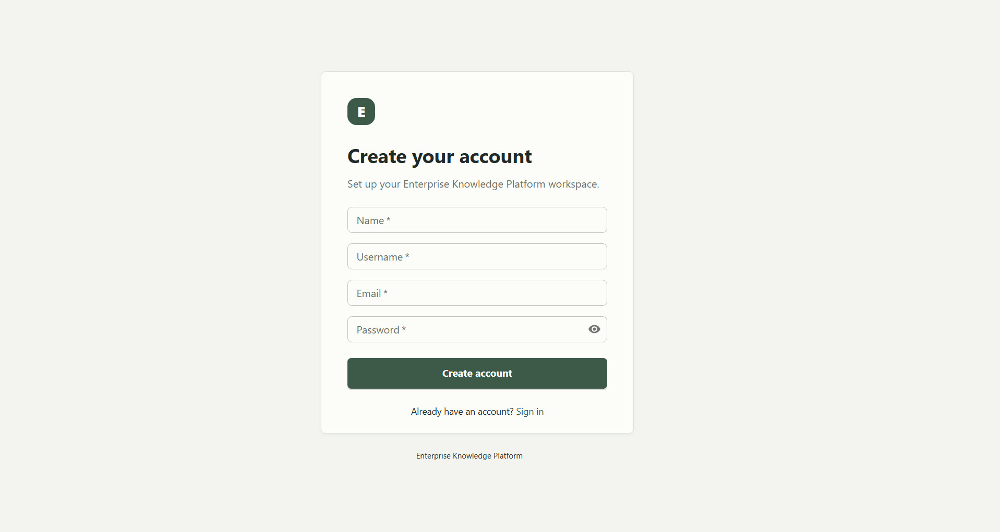 E
Create your account
Set up your Enterprise Knowledge Platform workspace.
Name *
Username *
Email *
Password *
Create account
Already have an account? Sign in
Enterprise Knowledge Platform